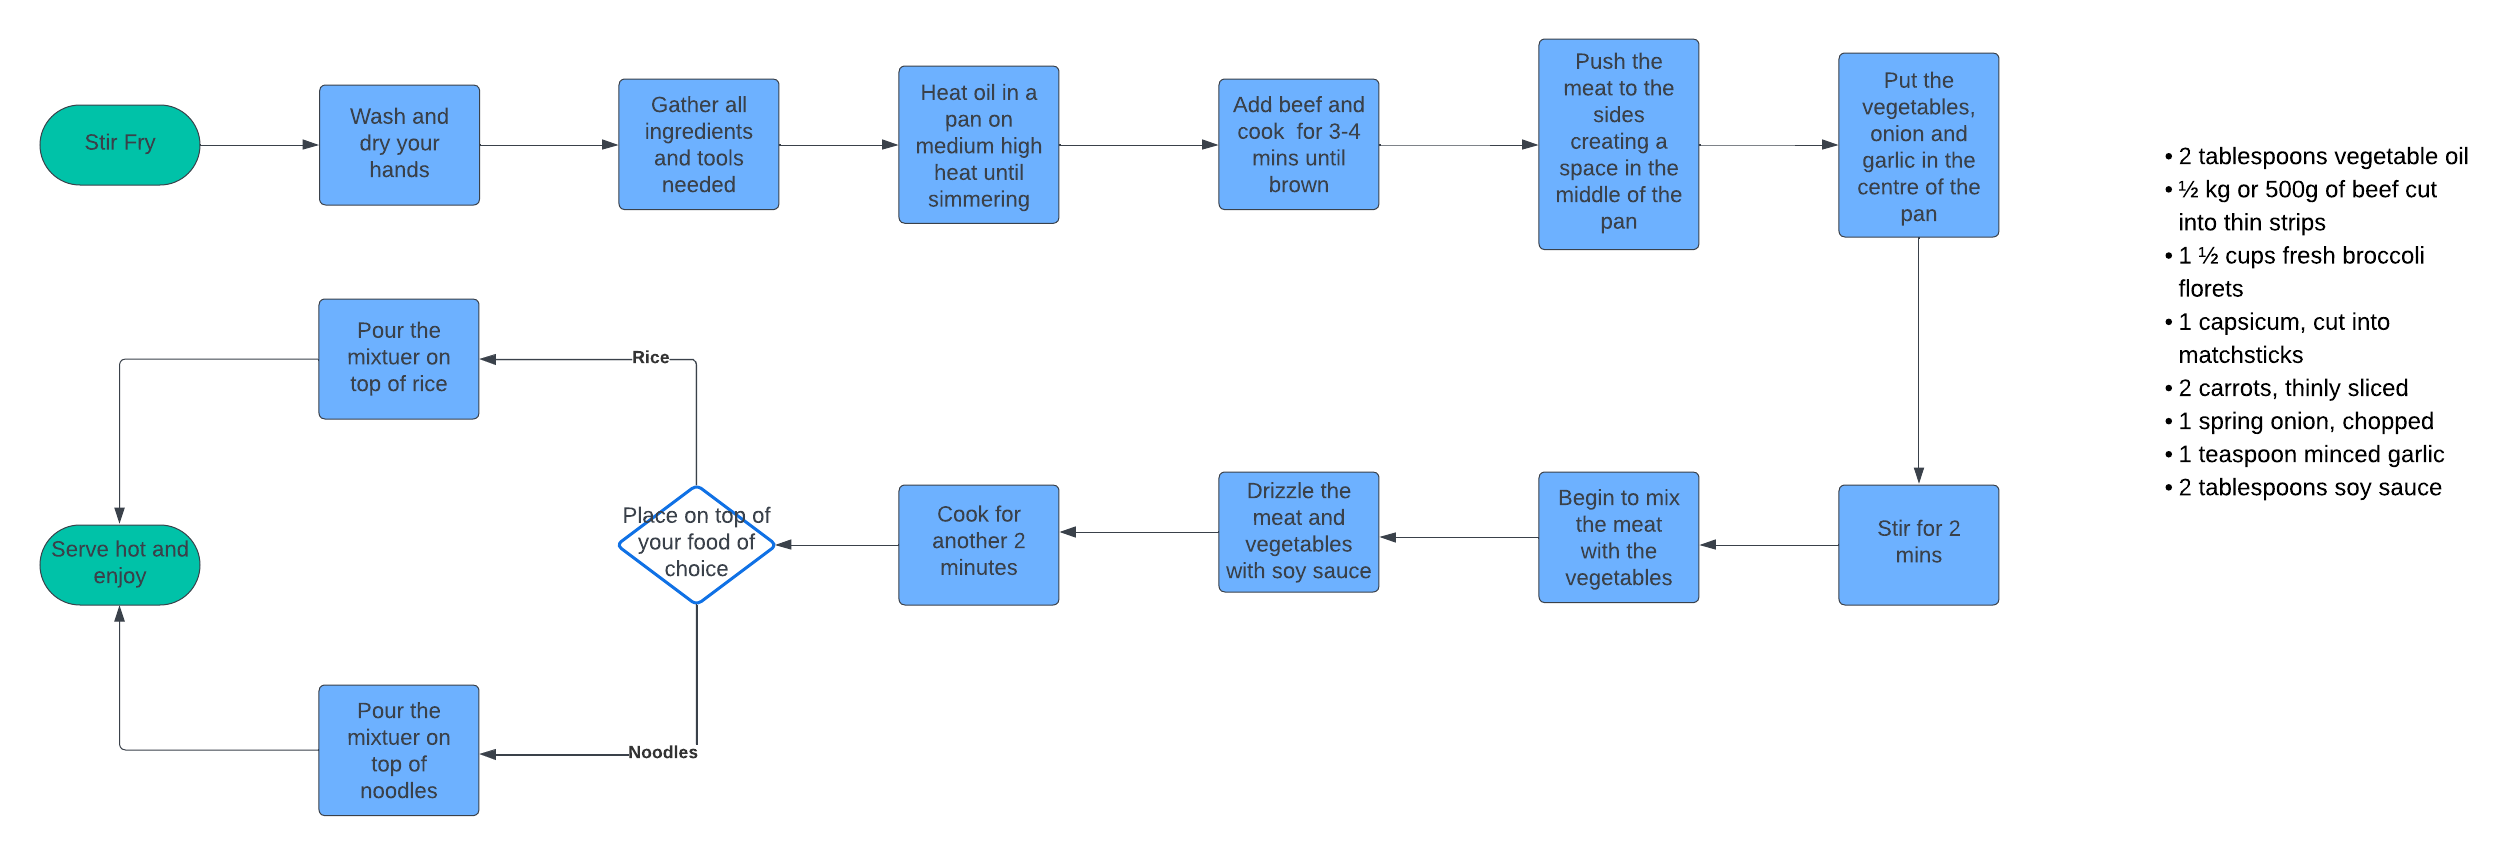 Stir Fry
Wash and
dry your
hands
Gather all
ingredients
and tools
needed
Heat oil in a
pan on
medium high
heat until
simmering
Add beef and
cook  for 3-4
mins until
brown
Push the
meat to the
sides
creating a
space in the
middle of the
pan
Put the
vegetables,
onion and
garlic in the
centre of the
pan
Stir for 2
mins
Begin to mix
the meat
with the
vegetables
Drizzle the
meat and
vegetables
with soy sauce
Cook for
another 2
minutes
Place on top of
your food of
choice
Rice
Pour the
mixtuer on
top of rice
Noodles
Pour the
mixtuer on
top of
noodles
Serve hot and
enjoy
• 2 tablespoons vegetable oil
• ½ kg or 500g of beef cut
into thin strips
• 1 ½ cups fresh broccoli
florets
• 1 capsicum, cut into
matchsticks
• 2 carrots, thinly sliced
• 1 spring onion, chopped
• 1 teaspoon minced garlic
• 2 tablespoons soy sauce